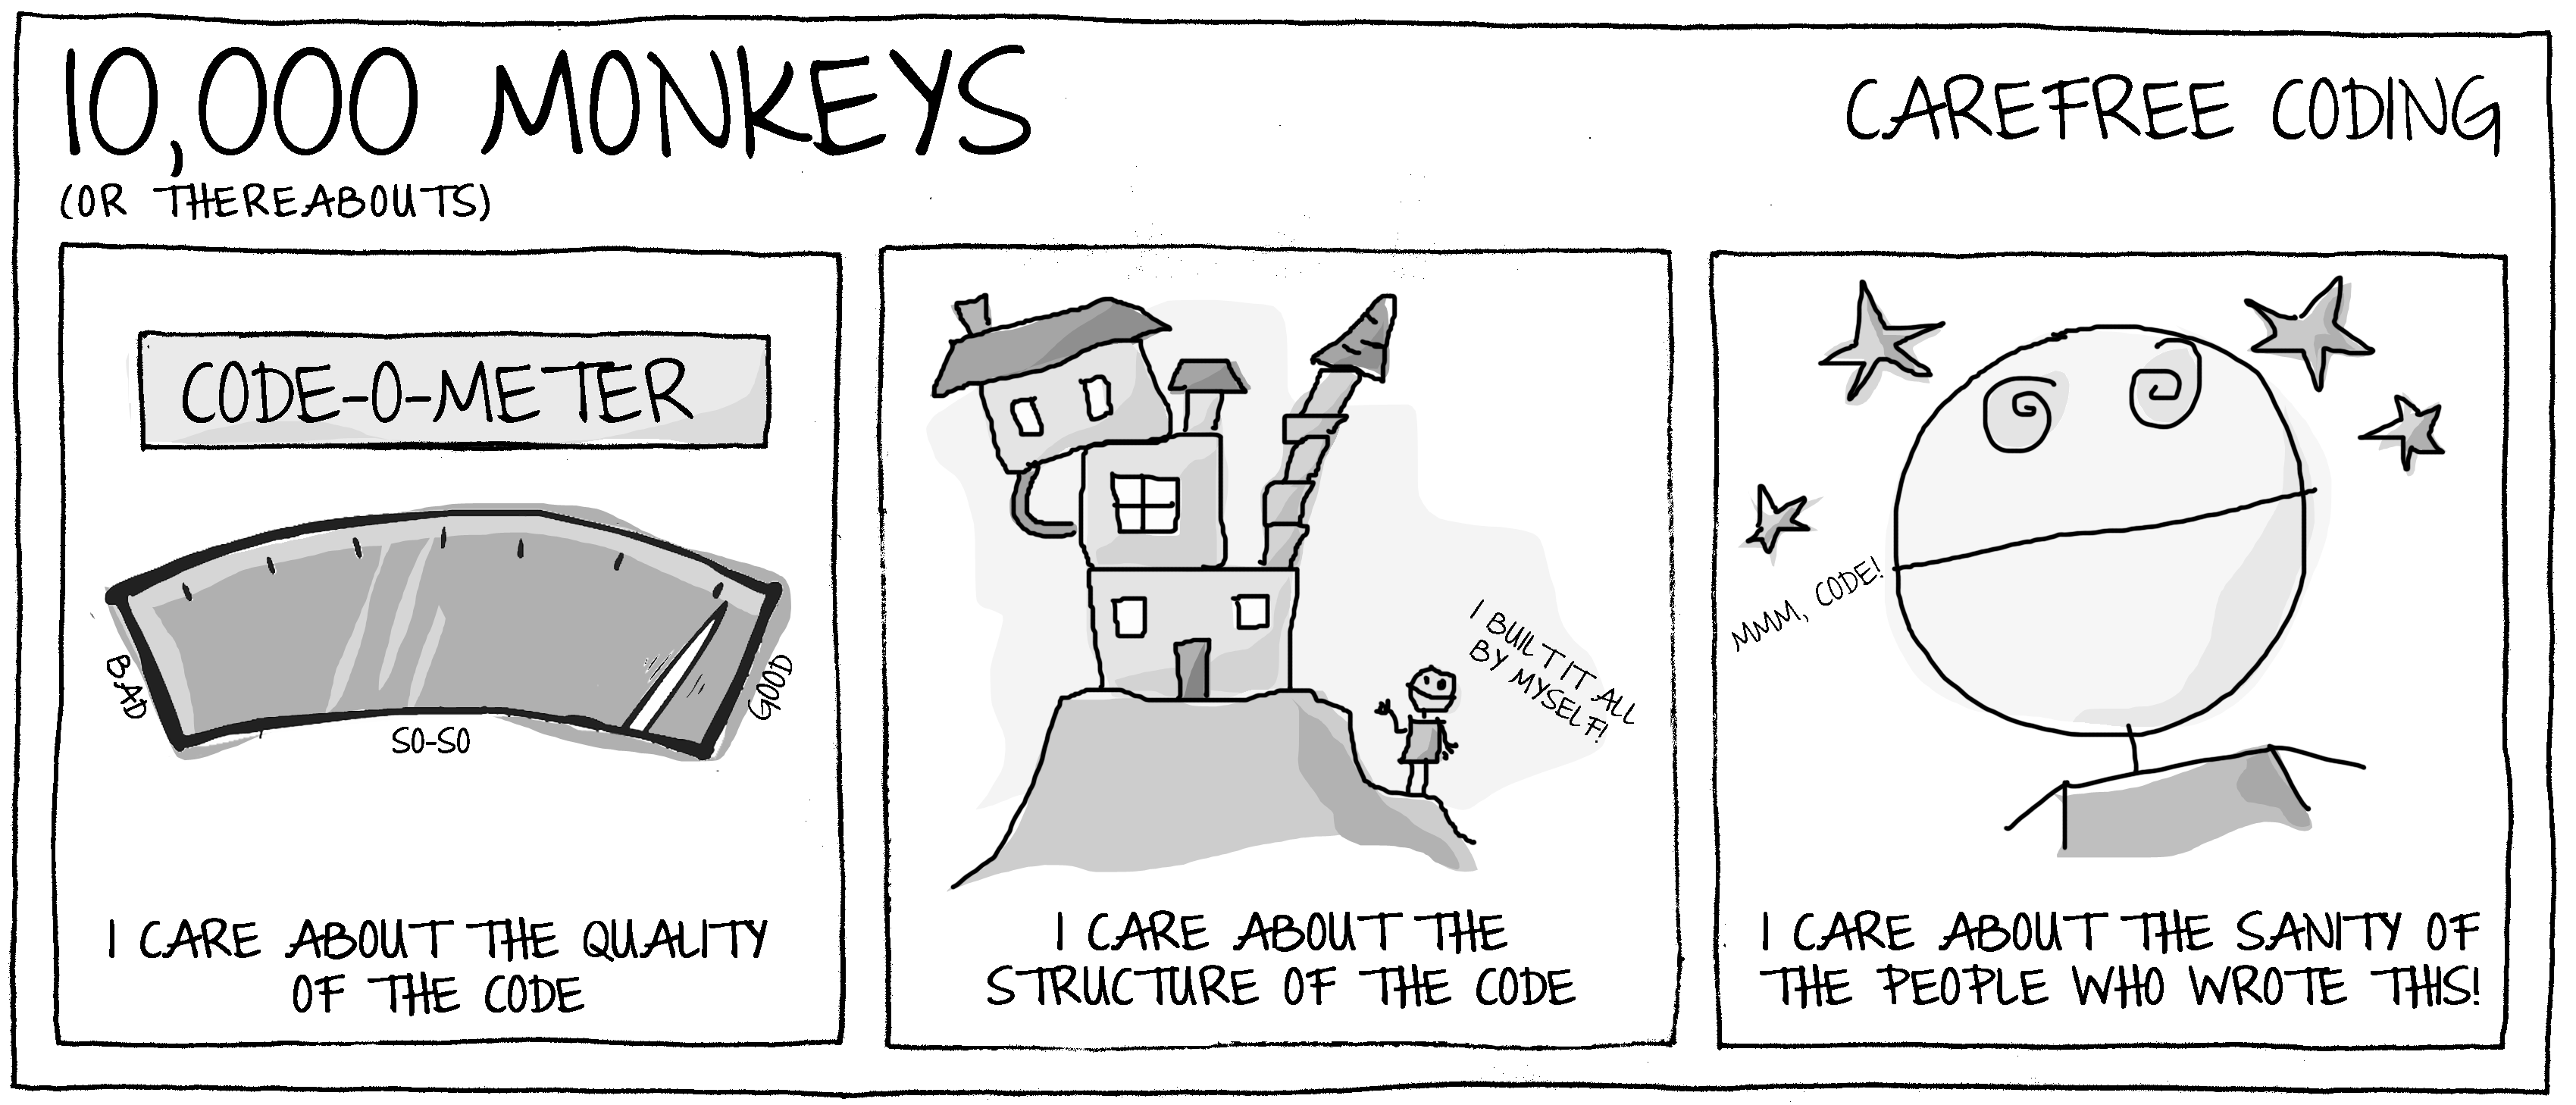 10,000 MONKEYS
(OR THEREABOUTS)
CAREFREE CODING
CODE-O-METER
BAD
SO-SO
GOOD
I CARE ABOUT THE QUALITY
OF THE CODE
I BUILT IT ALL
BY MYSELF!
I CARE ABOUT THE
STRUCTURE OF THE CODE
MMM, CODE!
I CARE ABOUT THE SANITY OF
THE PEOPLE WHO WROTE THIS!